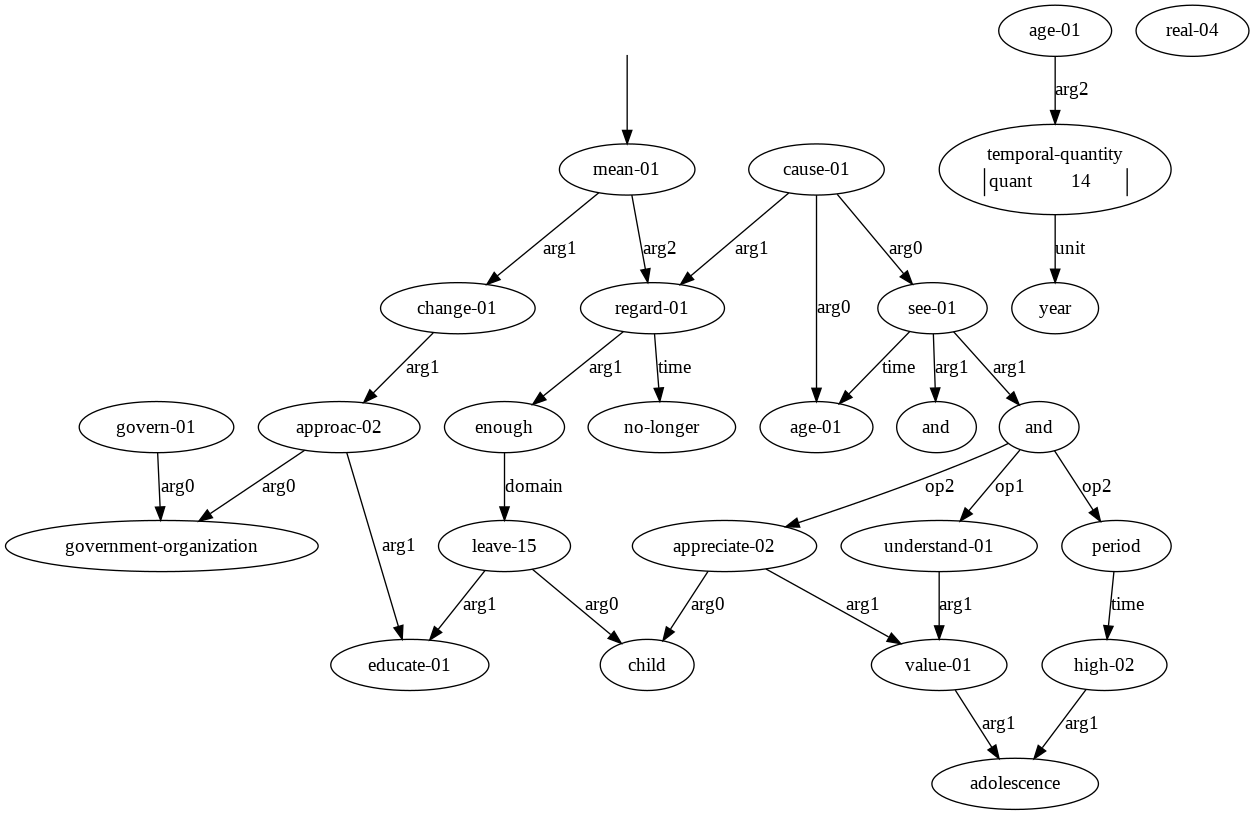 age-01 real-04
arg2
mean-01 cause-01 temporal-quantity
quant 14
arg1 arg2 arg1 arg0 unit
change-01 regard-01 see-01 year
arg0
arg1 arg1 time time arg1 arg1
govern-01 approac-02 enough no-longer age-01 and and
arg0 arg0 domain op2 op1 op2
government-organization leave-15 appreciate-02 understand-01 period
arg1
arg1 arg0 arg0 arg1 arg1 time
educate-01 child value-01 high-02
arg1 arg1
adolescence